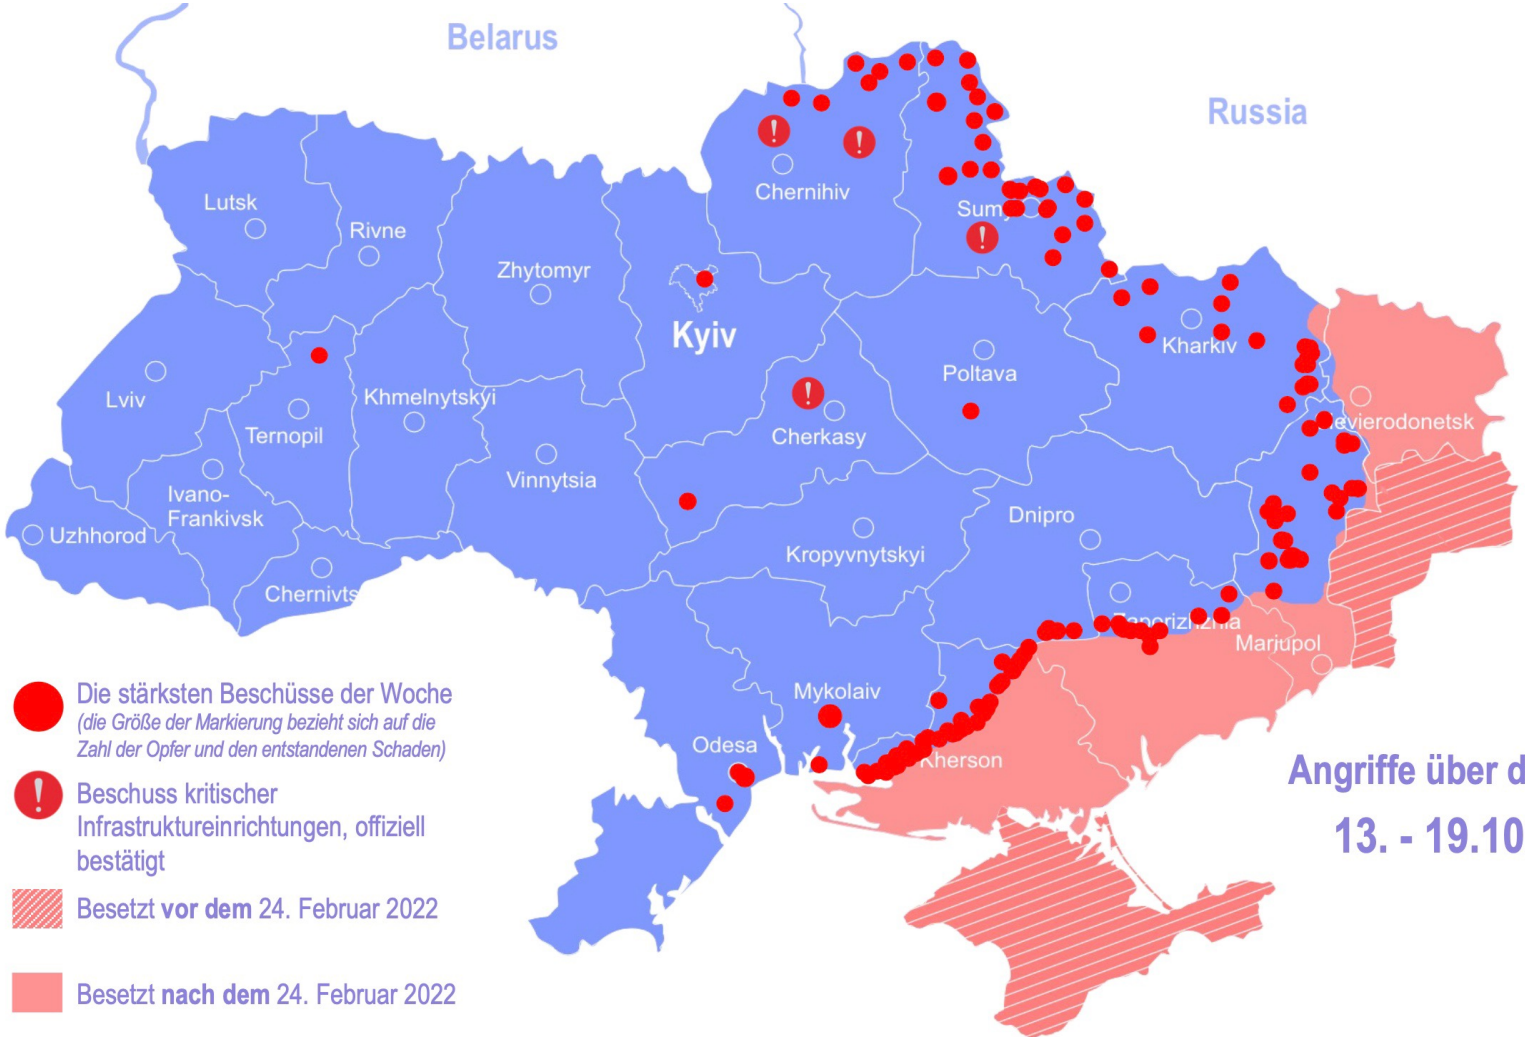 Belarus
Russia
Chernihiv
Lutsk
Sumy
Rivne
Zhytomyr
Kyiv
Kharkiv
Poltava
Lviv
Khmelnytskyi
Ternopil
Cherkasy
evierodonetsk
Vinnytsia
Ivano-
Frankivsk
Dnipro
Uzhhorod
Kropyvnytskyi
Chernivts
Zaporizhzhia
Mariupol
Mykolaiv
Odesa
Kherson
Die stärksten Beschüsse der Woche
(die Größe der Markierung bezieht sich auf die
Zahl der Opfer und den entstandenen Schaden)
Beschuss kritischer
Infrastruktureinrichtungen, offiziell
bestätigt
Besetzt vor dem 24. Februar 2022
Besetzt nach dem 24. Februar 2022
Angriffe über d
13. - 19.10